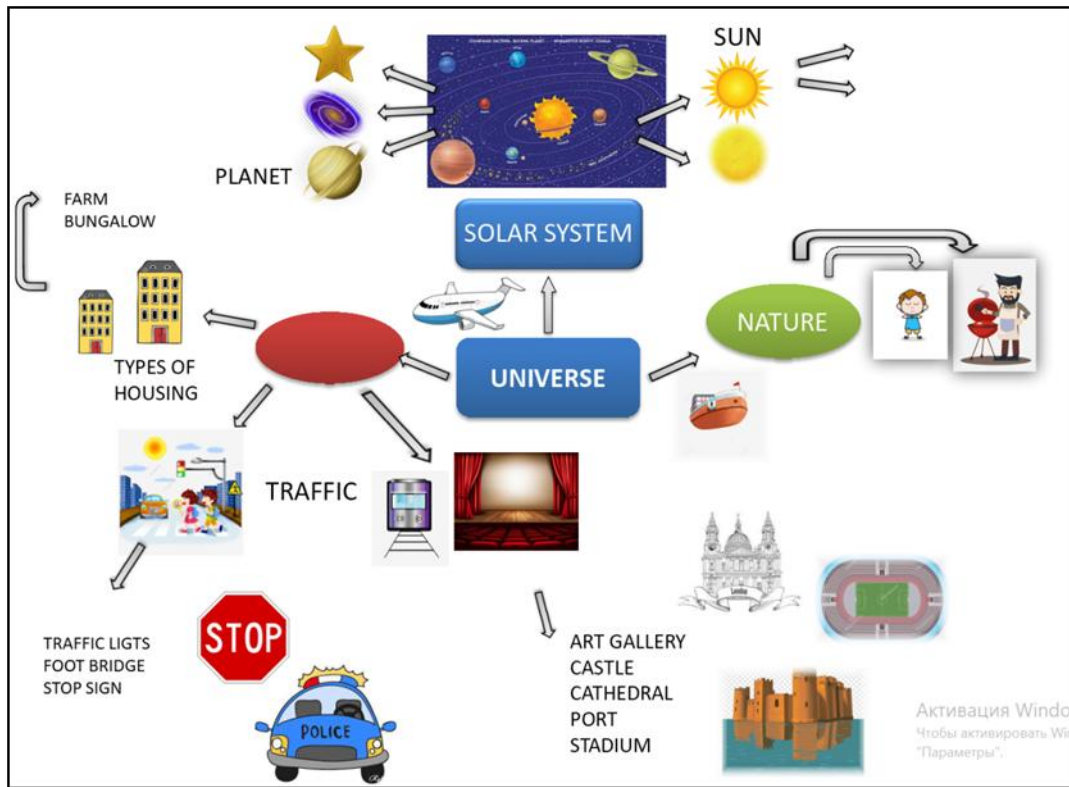 SUN
PLANET
FARM
BUNGALOW
SOLAR SYSTEM
NATURE
TYPES OF
HOUSING
UNIVERSE
TRAFFIC
London
STOP
TRAFFIC LIGTS
FOOT BRIDGE
STOP SIGN
POLICE
ART GALLERY
CASTLE
CATHEDRAL
PORT
STADIUM
Активация Windo
Чтобы активировать Wi
"Параметры".